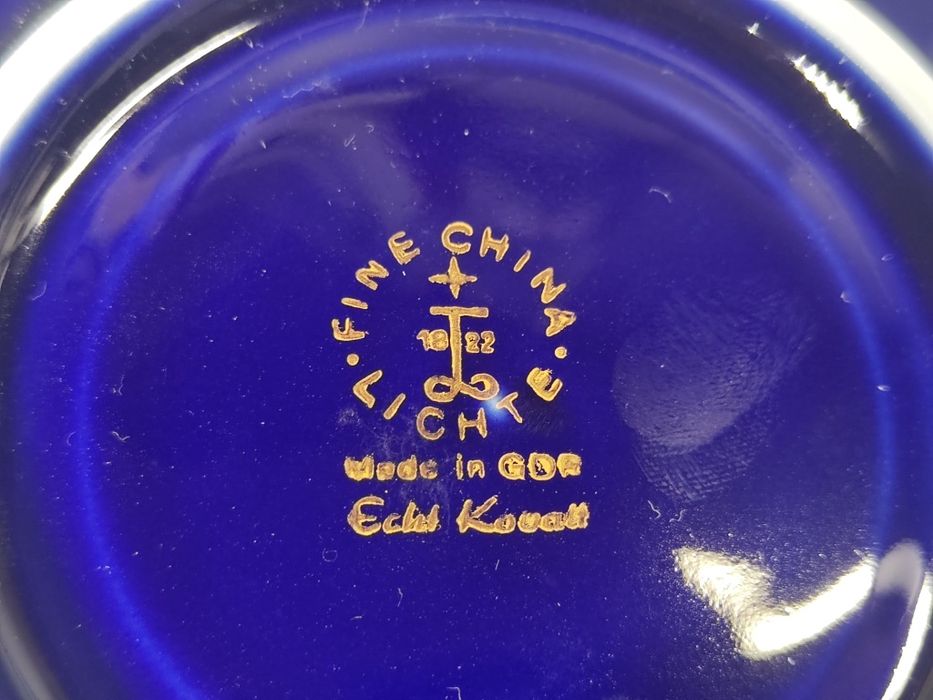 FINE CHINA
18 22
· LICHTE ·
Made in GDR
Echt Kobalt